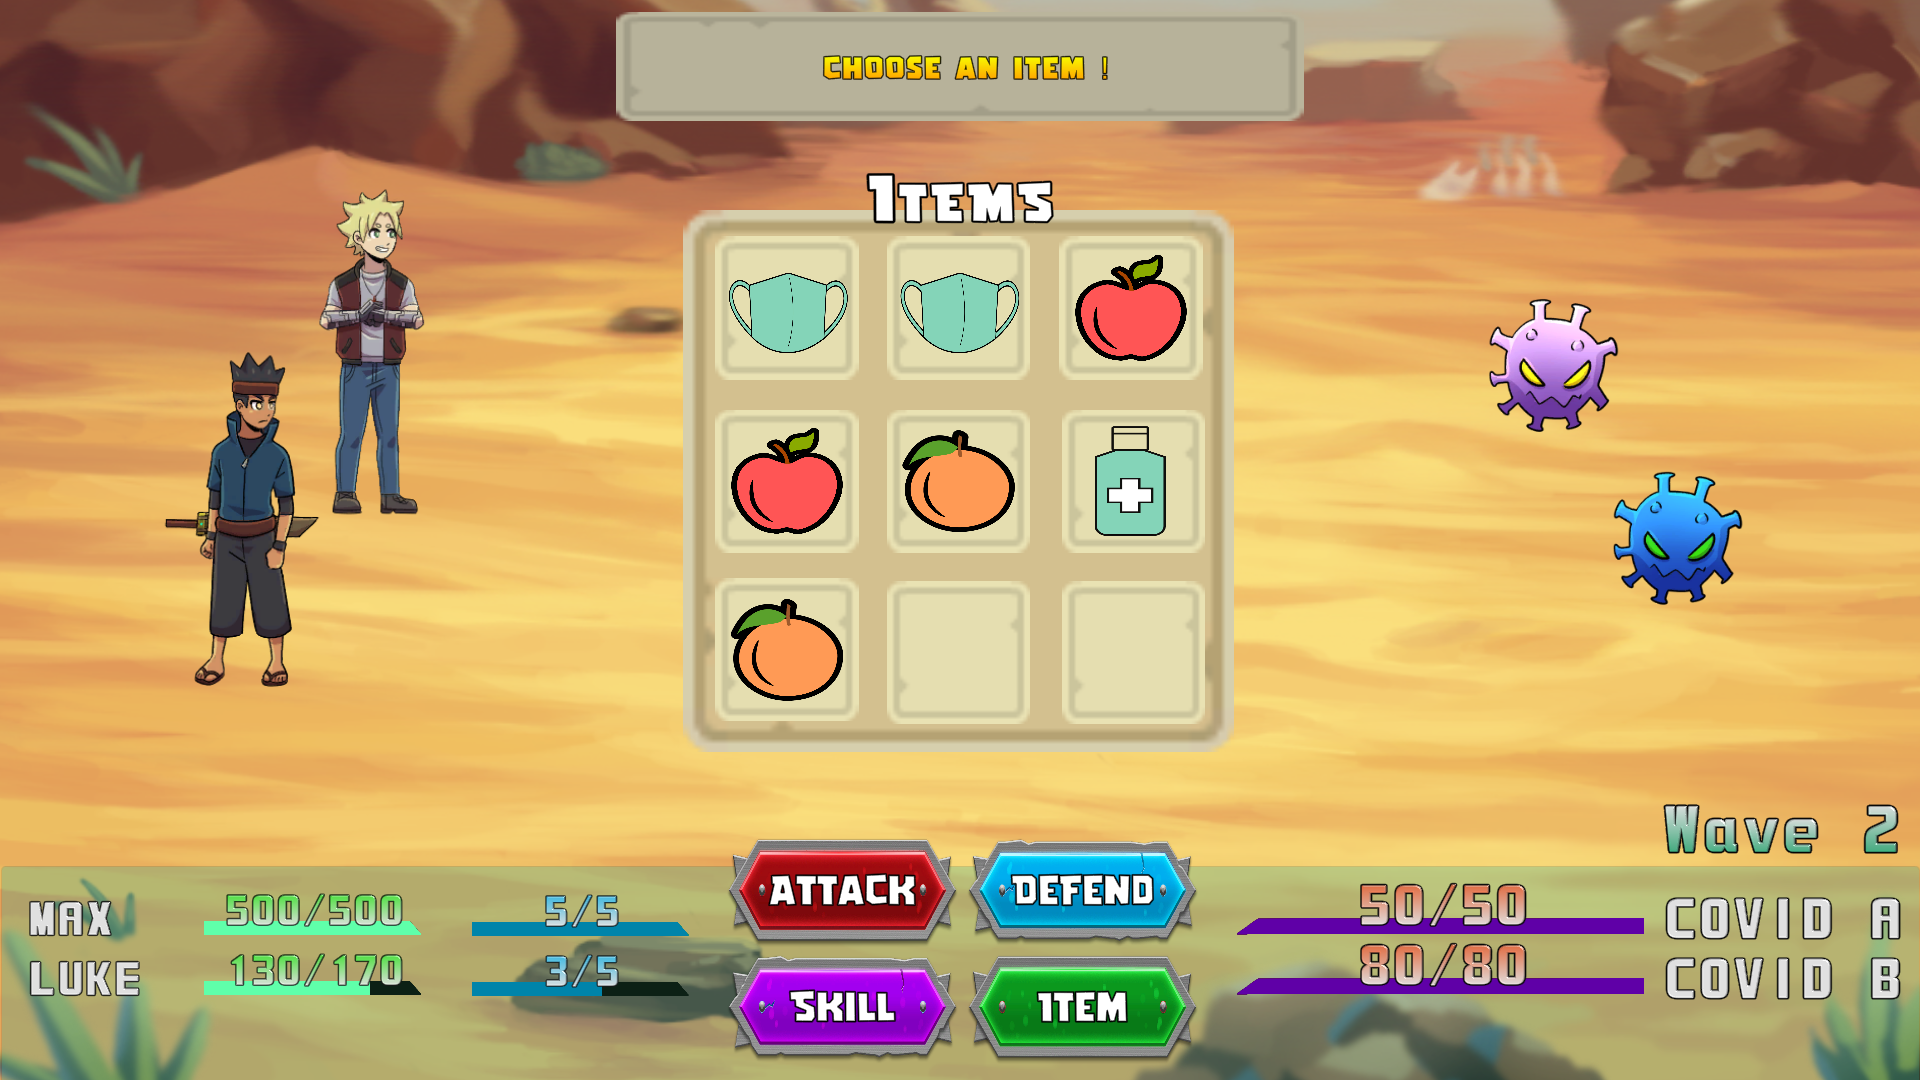 CHOOSE AN ITEM !
ITEMS
Wave 2
MAX 500/500 5/5
LUKE 130/170 3/5
ATTACK DEFEND
SKILL ITEM
50/50 COVID A
80/80 COVID B